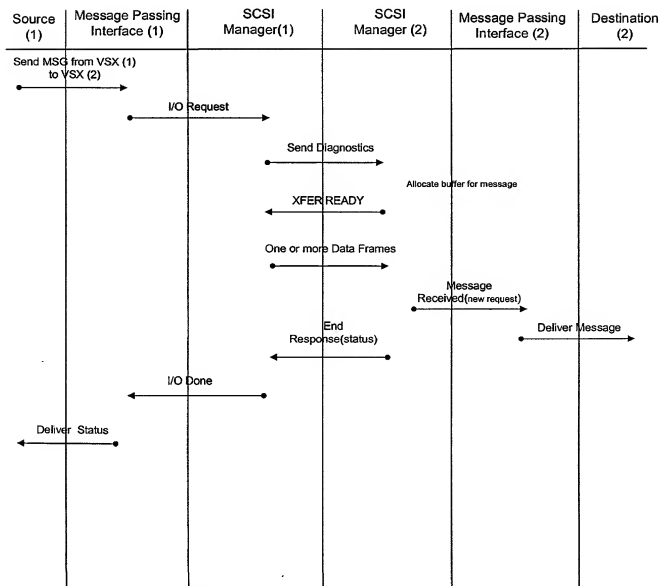 Source
(1)
Message Passing
Interface (1)
SCSI
Manager(1)
SCSI
Manager (2)
Message Passing
Interface (2)
Destination
(2)
Send MSG from VSX (1)
to VSX (2)
I/O Request
Send Diagnostics
Allocate buffer for message
XFER READY
One or more Data Frames
Message
Received(new request)
Deliver Message
End
Response(status)
I/O Done
Deliver Status